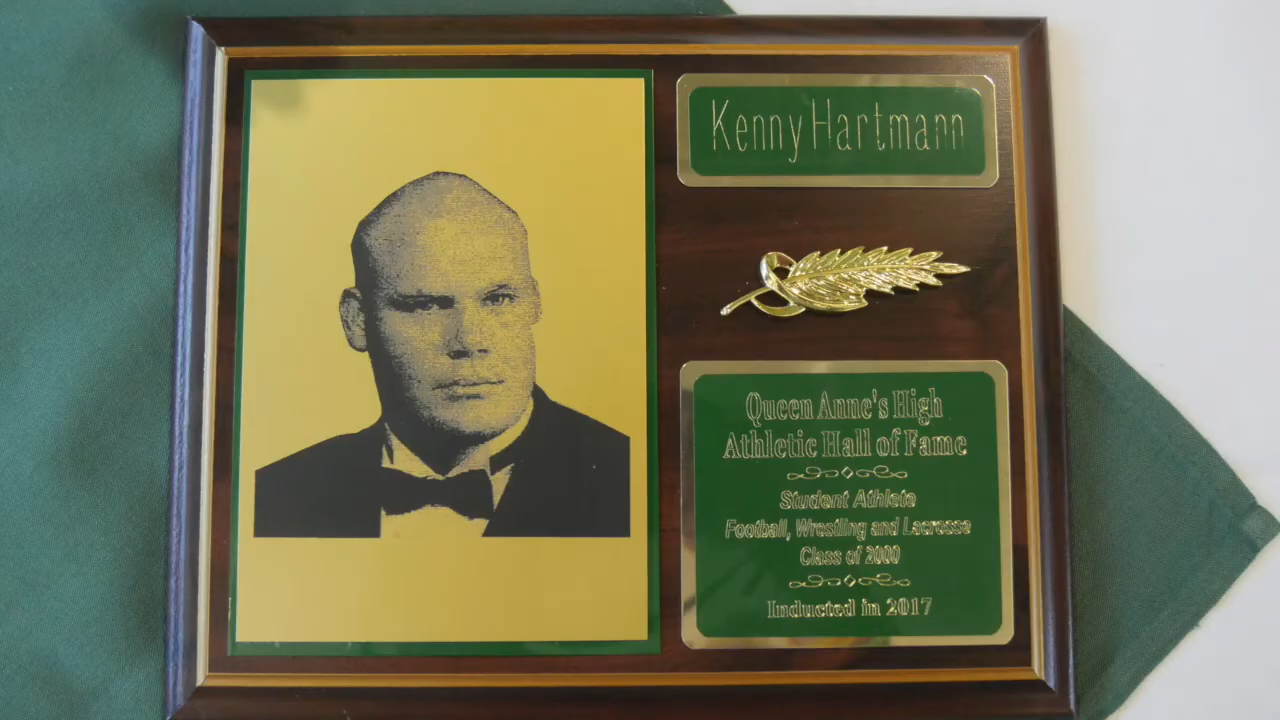 Kenny Hartmann
Queen Anne's High
Athletic Hall of Fame
Student Athlete
Football, Wrestling and Lacrosse
Class of 2000
Inducted in 2017